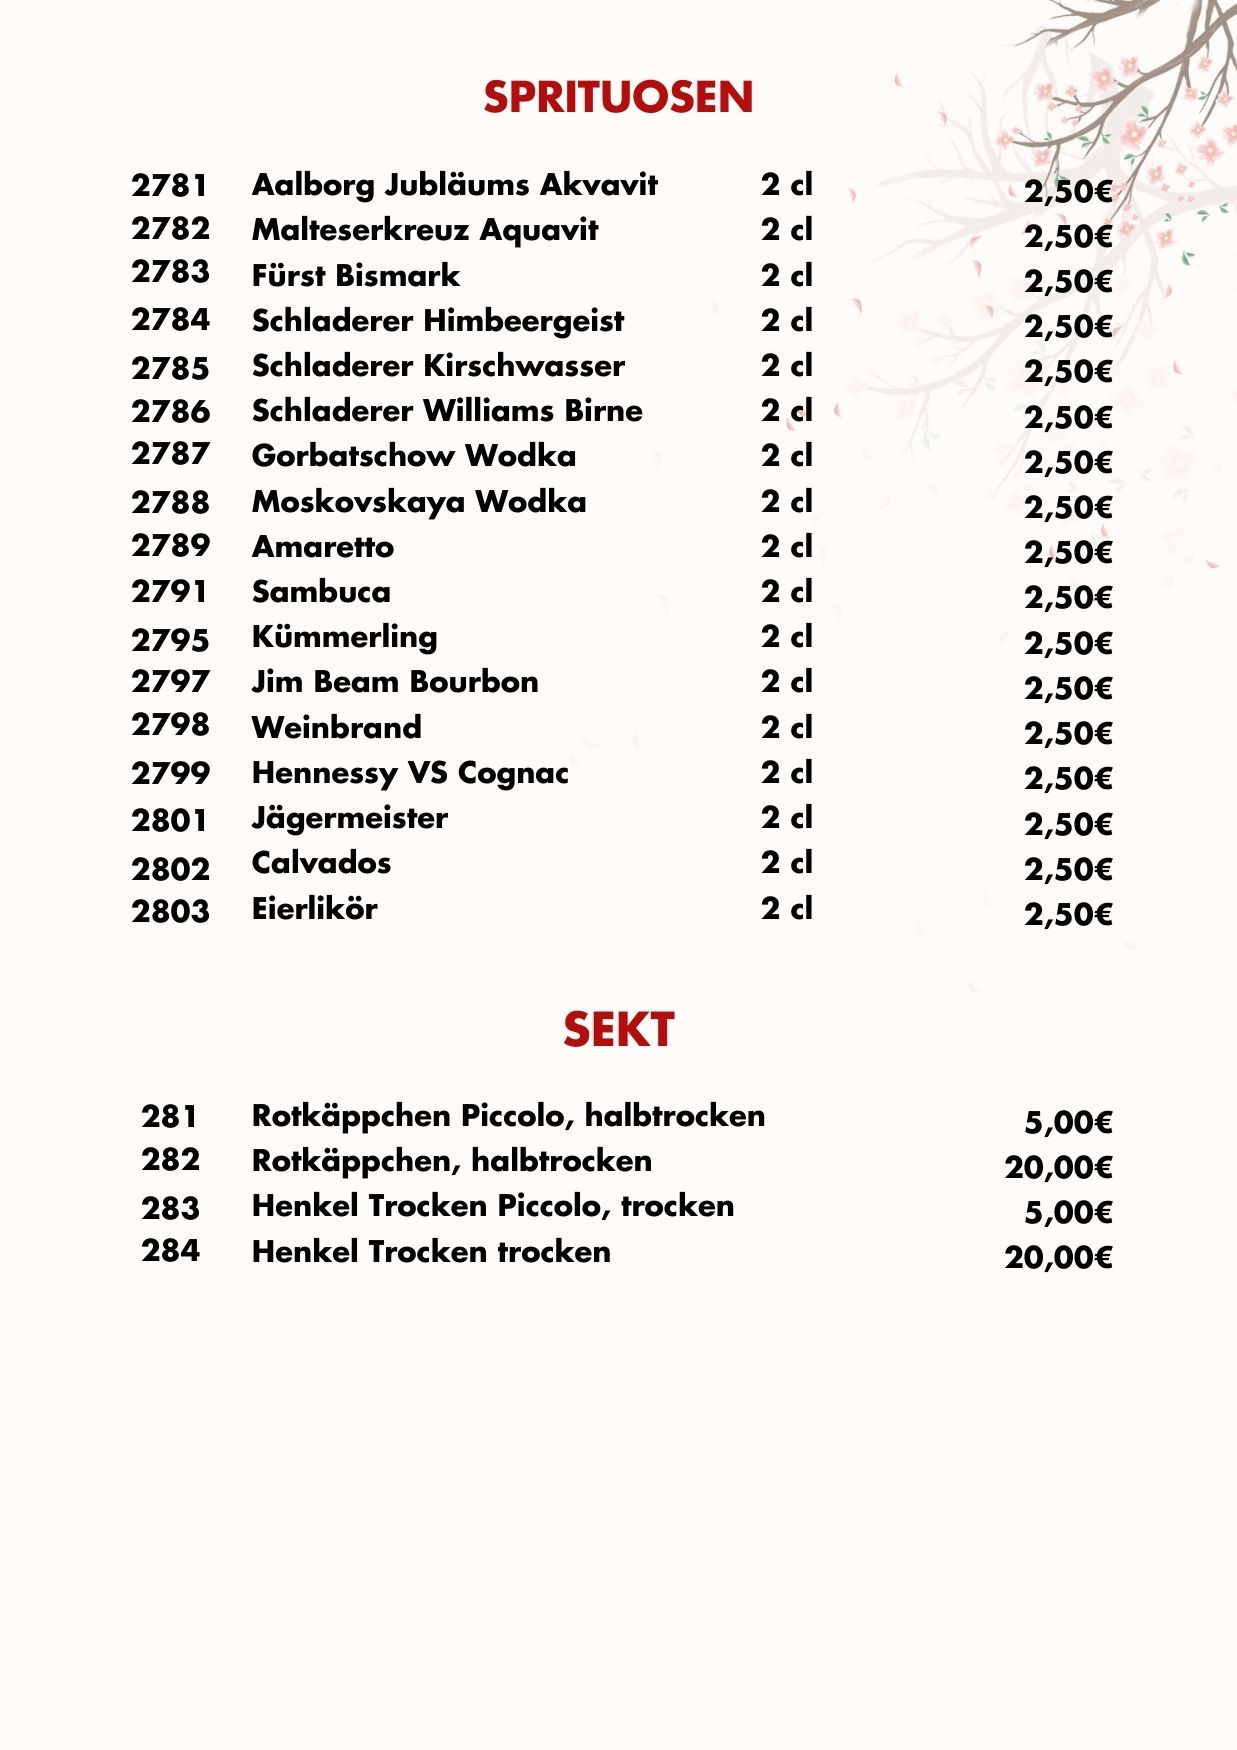 SPRITUOSEN
2781 Aalborg Jubläums Akvavit 2 cl 2,50€
2782 Malteserkreuz Aquavit 2 cl 2,50€
2783 Fürst Bismark 2 cl 2,50€
2784 Schladerer Himbeergeist 2 cl 2,50€
2785 Schladerer Kirschwasser 2 cl 2,50€
2786 Schladerer Williams Birne 2 cl 2,50€
2787 Gorbatschow Wodka 2 cl 2,50€
2788 Moskovskaya Wodka 2 cl 2,50€
2789 Amaretto 2 cl 2,50€
2791 Sambuca 2 cl 2,50€
2795 Kümmerling 2 cl 2,50€
2797 Jim Beam Bourbon 2 cl 2,50€
2798 Weinbrand 2 cl 2,50€
2799 Hennessy VS Cognac 2 cl 2,50€
2801 Jägermeister 2 cl 2,50€
2802 Calvados 2 cl 2,50€
2803 Eierlikör 2 cl 2,50€
SEKT
281 Rotkäppchen Piccolo, halbtrocken 5,00€
282 Rotkäppchen, halbtrocken 20,00€
283 Henkel Trocken Piccolo, trocken 5,00€
284 Henkel Trocken trocken 20,00€